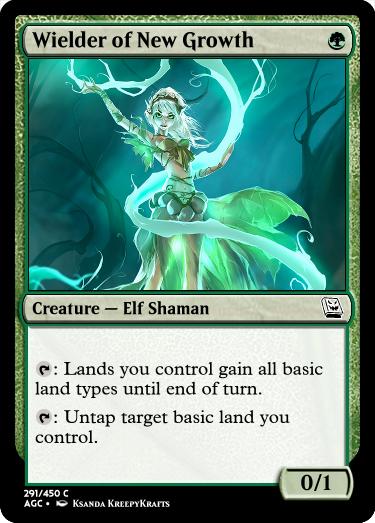 Wielder of New Growth
Creature — Elf Shaman
: Lands you control gain all basic
land types until end of turn.
: Untap target basic land you
control.
0/1
291/450 C
AGC • Ksanda KreepyKrafts